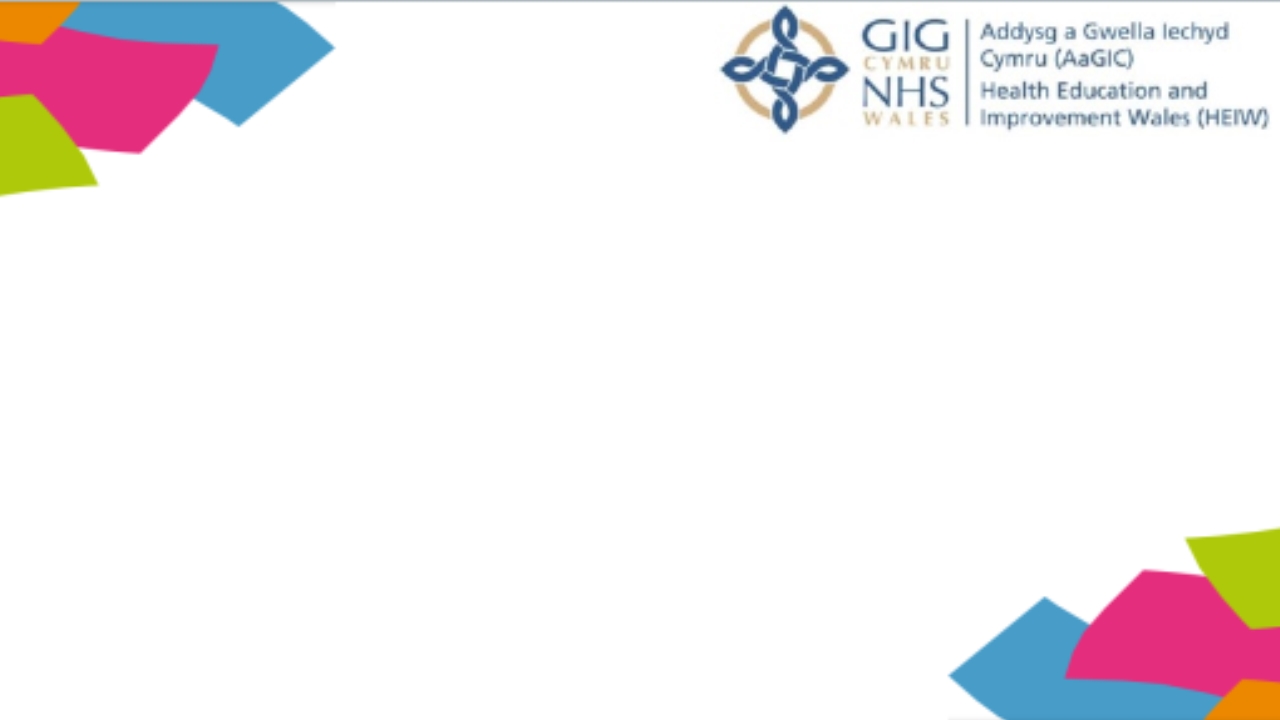 GIG
CYMRU
NHS
WALES
Addysg a Gwella Iechyd
Cymru (AaGIC)
Health Education and
Improvement Wales (HEIW)